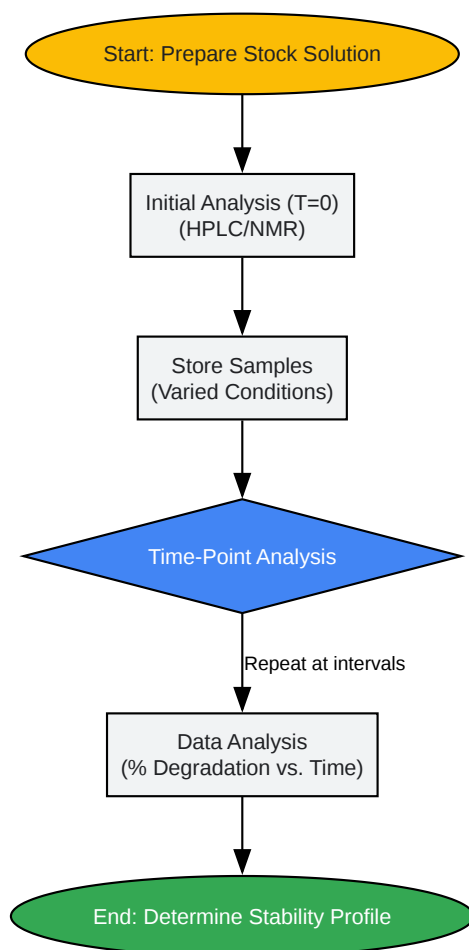 Start: Prepare Stock Solution
Initial Analysis (T=0)
(HPLC/NMR)
Store Samples
(Varied Conditions)
Time-Point Analysis
Repeat at intervals
Data Analysis
(% Degradation vs. Time)
End: Determine Stability Profile